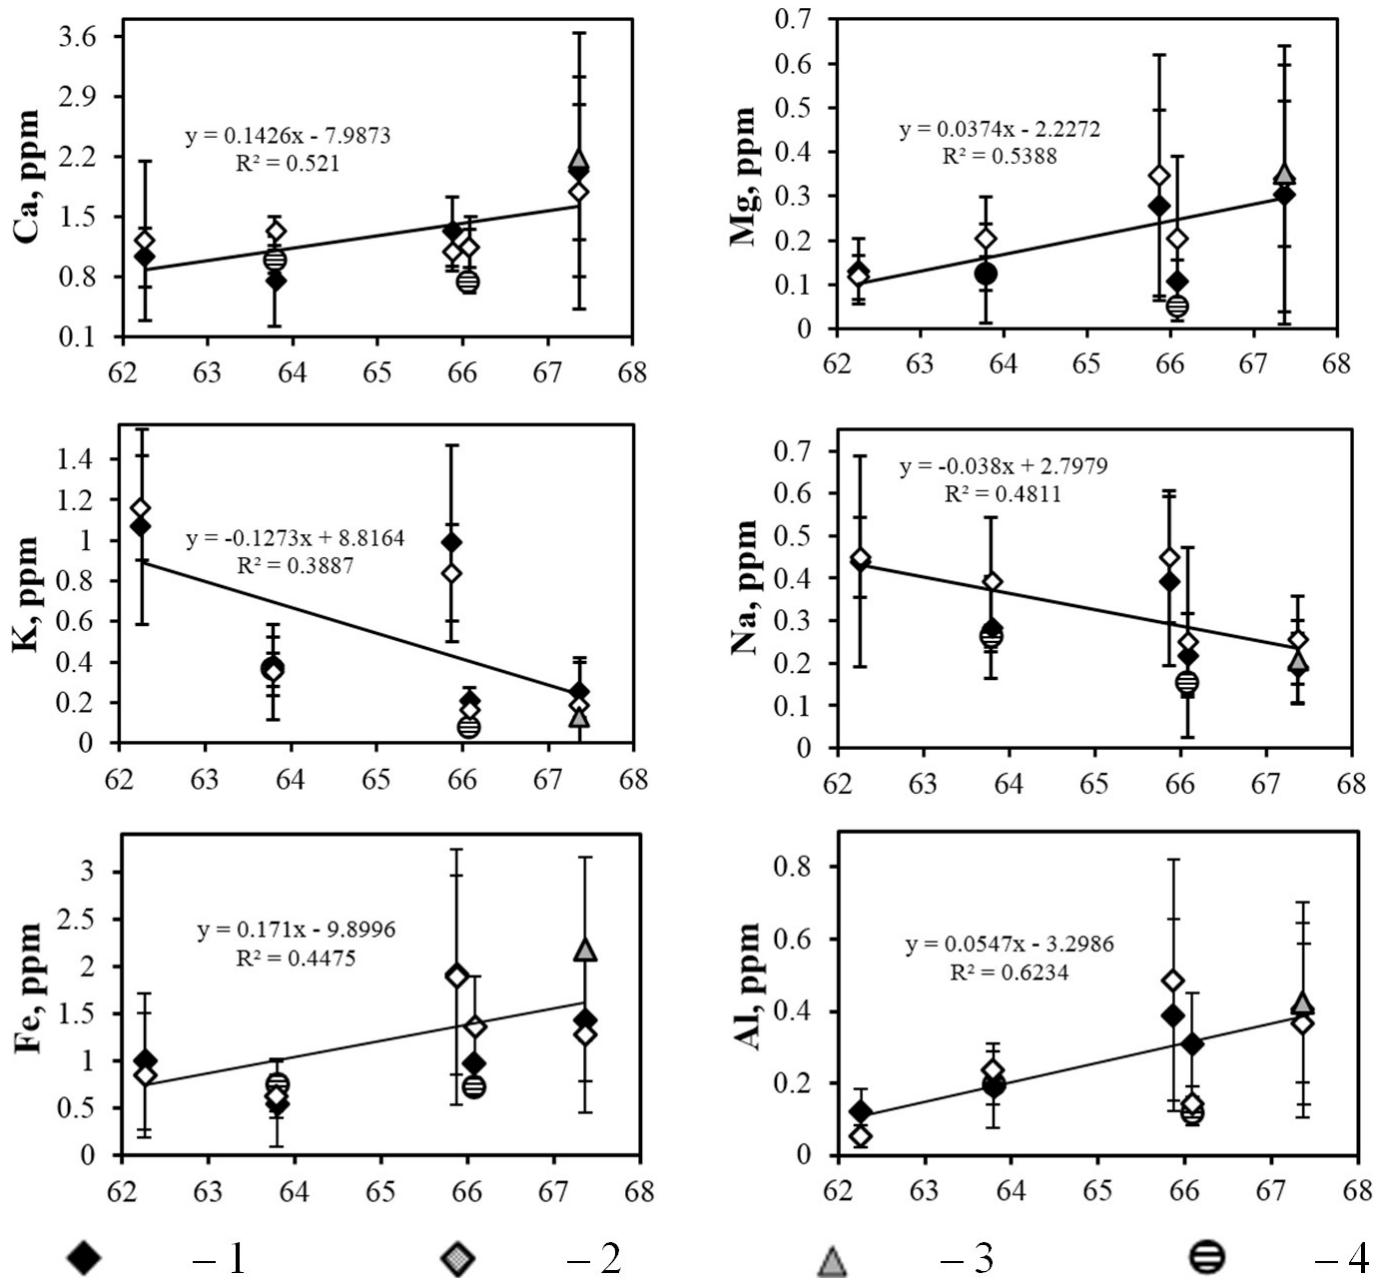 Ca, ppm
3.6
2.9
2.2
1.5
0.8
0.1
y = 0.1426x - 7.9873
R² = 0.521
62 63 64 65 66 67 68
Mg, ppm
0.7
0.6
0.5
0.4
0.3
0.2
0.1
0
y = 0.0374x - 2.2272
R² = 0.5388
62 63 64 65 66 67 68
K, ppm
1.4
1.2
1
0.8
0.6
0.4
0.2
0
y = -0.1273x + 8.8164
R² = 0.3887
62 63 64 65 66 67 68
Na, ppm
0.7
0.6
0.5
0.4
0.3
0.2
0.1
0
y = -0.038x + 2.7979
R² = 0.4811
62 63 64 65 66 67 68
Fe, ppm
3
2.5
2
1.5
1
0.5
0
y = 0.171x - 9.8996
R² = 0.4475
62 63 64 65 66 67 68
Al, ppm
0.8
0.6
0.4
0.2
0
y = 0.0547x - 3.2986
R² = 0.6234
62 63 64 65 66 67 68
– 1 – 2 – 3 – 4